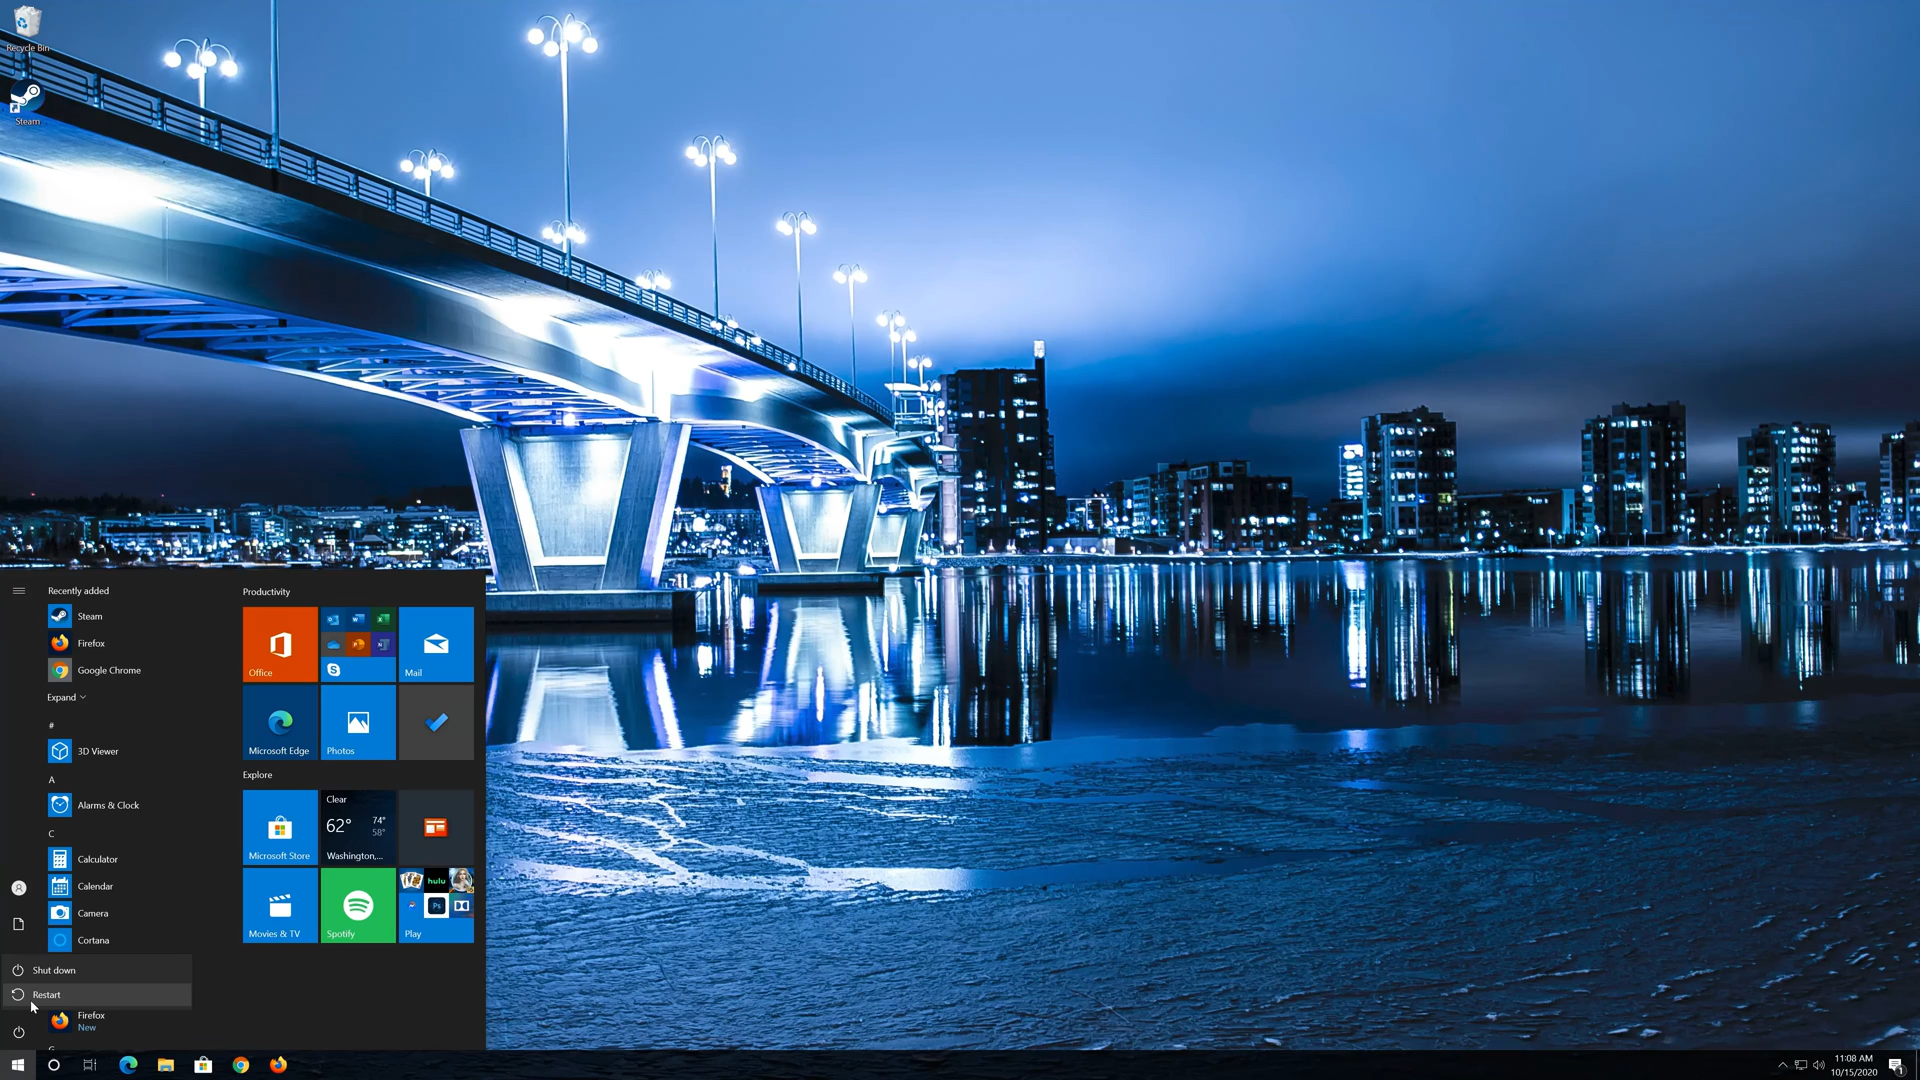 Recycle Bin
Steam
Recently added
Steam
Firefox
Google Chrome
Expand
#
3D Viewer
A
Alarms & Clock
C
Calculator
Calendar
Camera
Cortana
Shut down
Restart
Firefox
New
Productivity
Office
Mail
Microsoft Edge
Photos
Explore
Microsoft Store
Clear
62°
74°
58°
Washington,...
Movies & TV
Spotify
hulu
Ps
Play
11:08 AM
10/15/2020
1